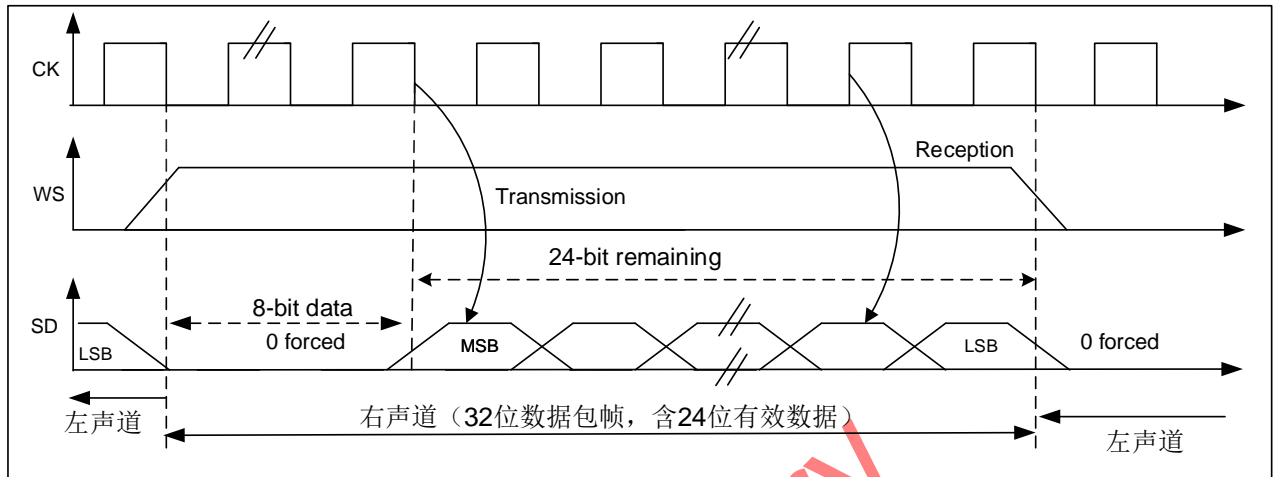 CK
WS
Reception
Transmission
24-bit remaining
SD
8-bit data
0 forced
LSB
MSB
LSB
0 forced
左声道
右声道（32位数据包帧，含24位有效数据）
左声道